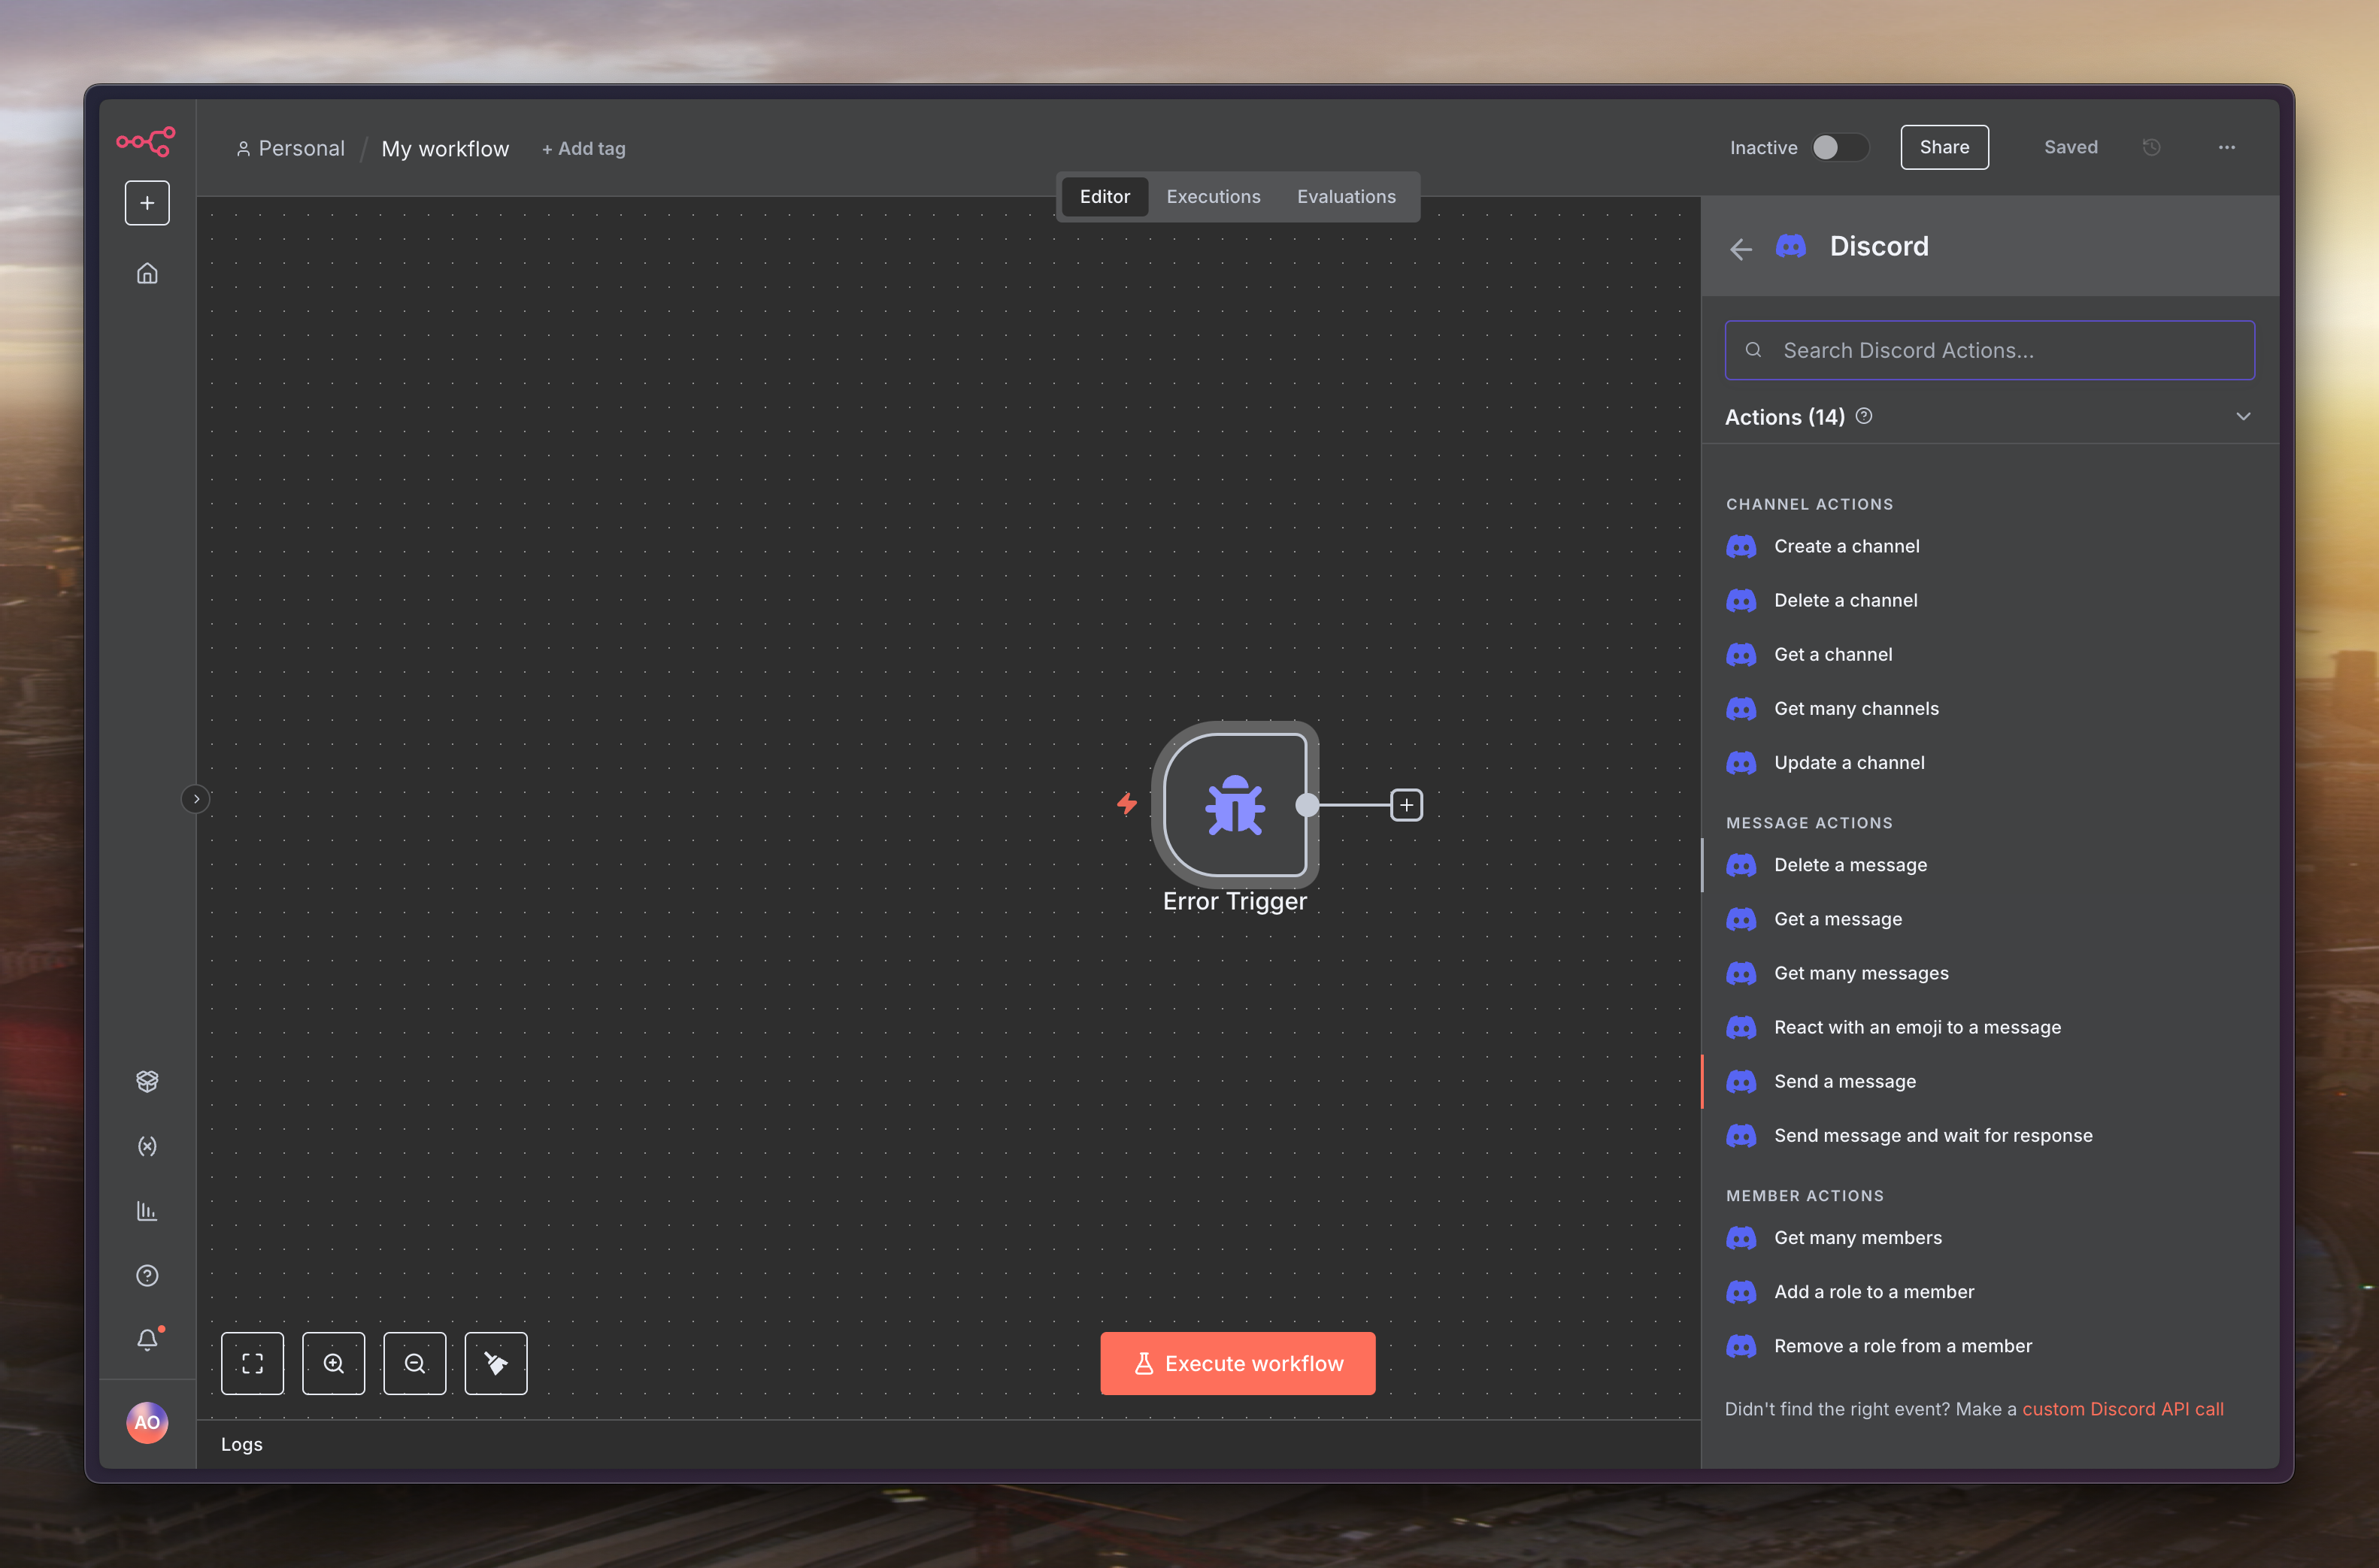 Personal / My workflow + Add tag
Inactive
Share
Saved
Editor
Executions
Evaluations
Discord
Search Discord Actions...
Actions (14)
CHANNEL ACTIONS
Create a channel
Delete a channel
Get a channel
Get many channels
Update a channel
MESSAGE ACTIONS
Delete a message
Get a message
Get many messages
React with an emoji to a message
Send a message
Send message and wait for response
MEMBER ACTIONS
Get many members
Add a role to a member
Remove a role from a member
Didn't find the right event? Make a custom Discord API call
Error Trigger
Execute workflow
AO
Logs